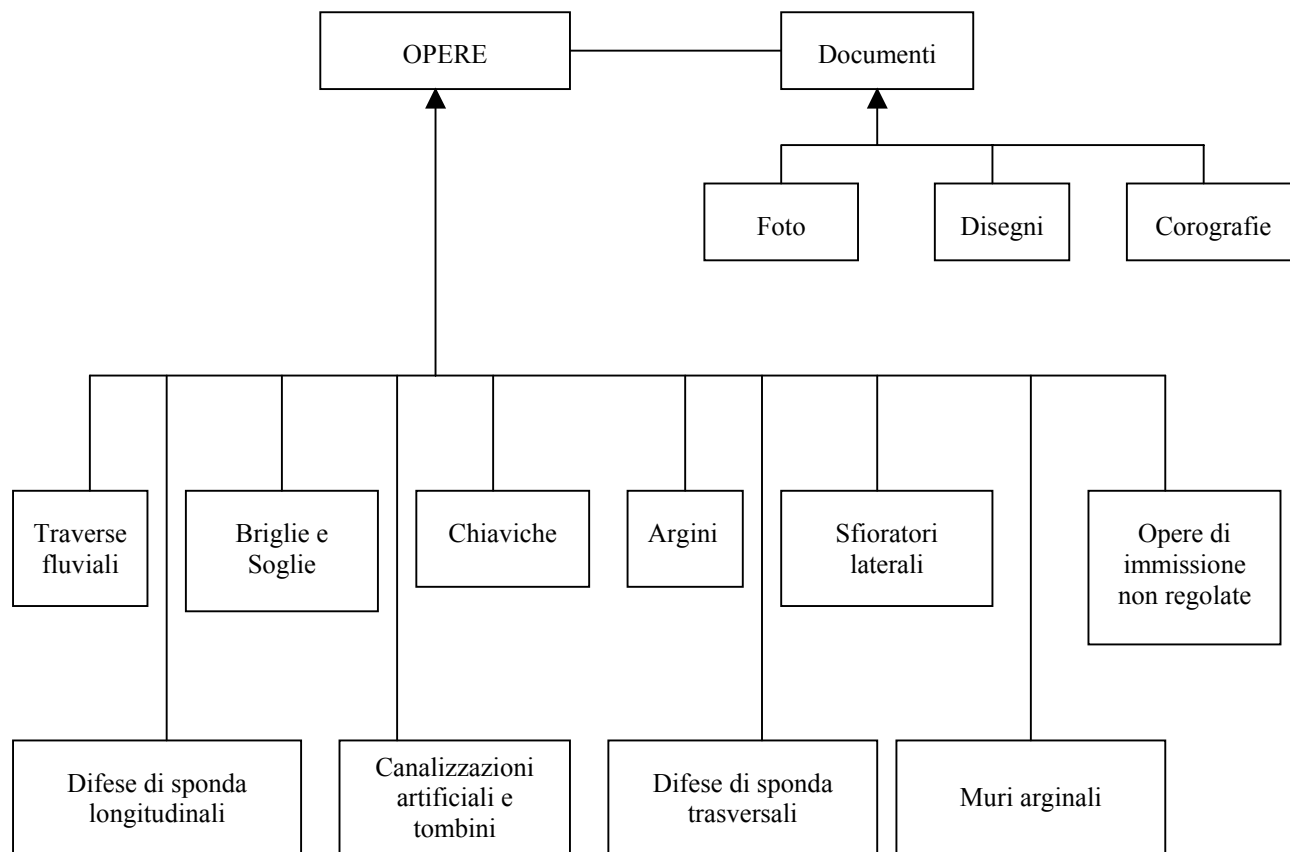 OPERE
Documenti
Foto
Disegni
Corografie
Traverse
fluviali
Briglie e
Soglie
Chiaviche
Argini
Sfioratori
laterali
Opere di
immissione
non regolate
Difese di sponda
longitudinali
Canalizzazioni
artificiali e
tombini
Difese di sponda
trasversali
Muri arginali